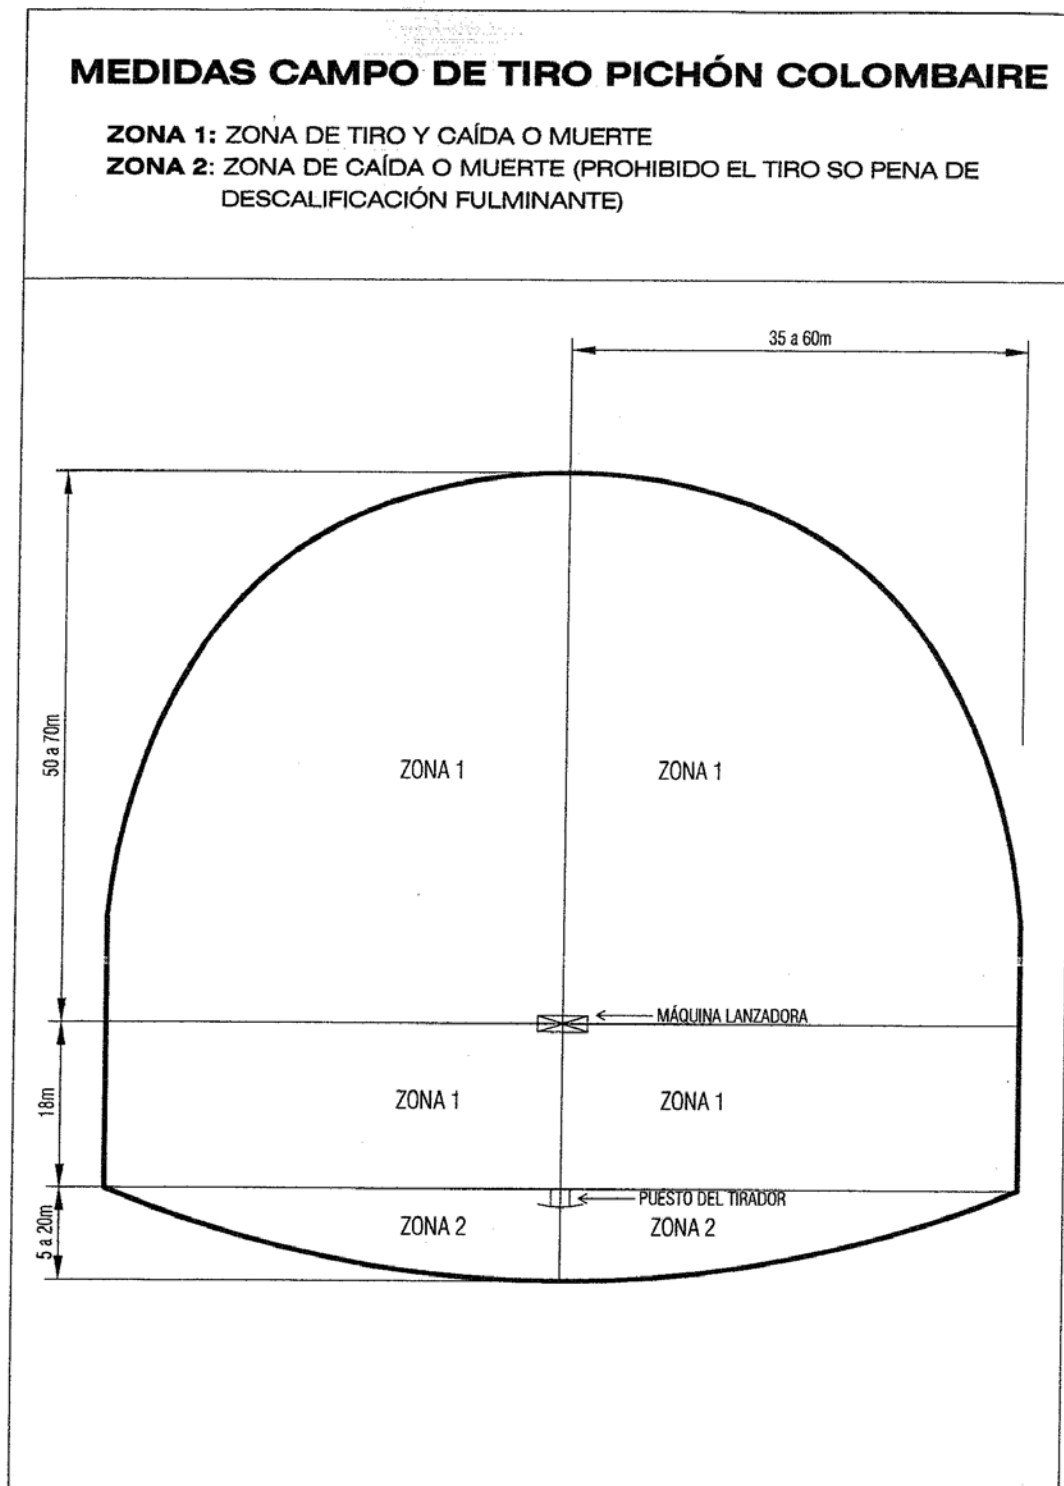 MEDIDAS CAMPO DE TIRO PICHÓN COLOMBAIRE
ZONA 1: ZONA DE TIRO Y CAÍDA O MUERTE
ZONA 2: ZONA DE CAÍDA O MUERTE (PROHIBIDO EL TIRO SO PENA DE
DESCALIFICACIÓN FULMINANTE)
35 a 60m
50 a 70m
ZONA 1
ZONA 1
MÁQUINA LANZADORA
18m
ZONA 1
ZONA 1
PUESTO DEL TIRADOR
5 a 20m
ZONA 2
ZONA 2